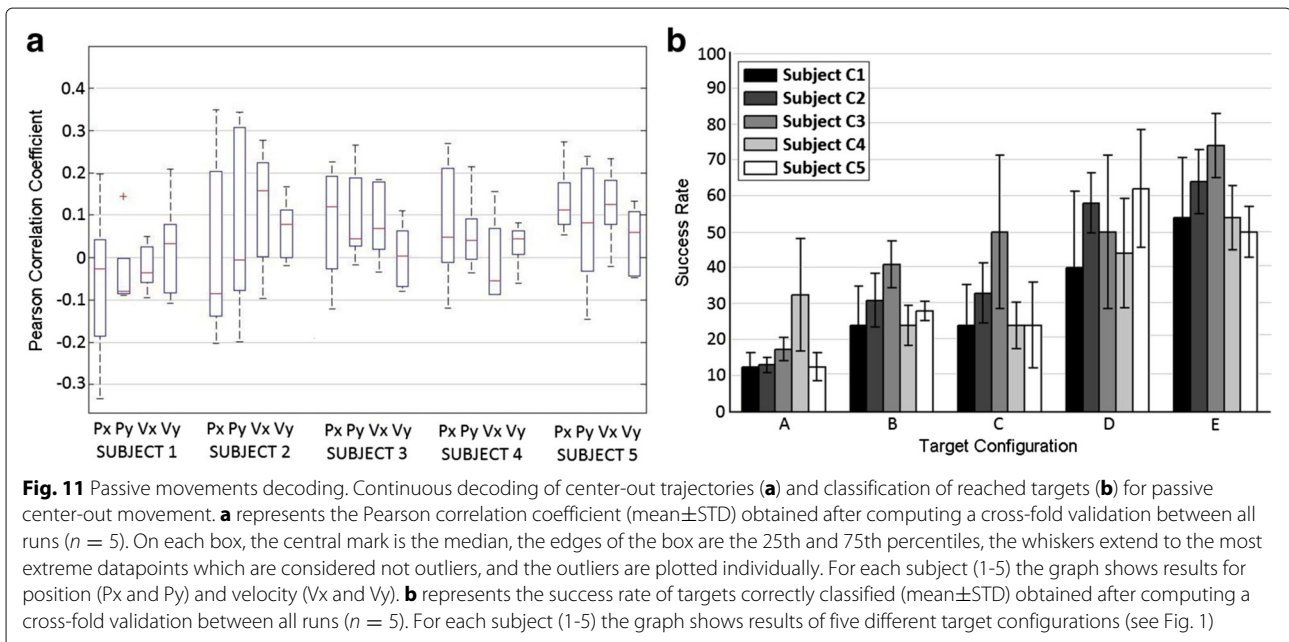 a
Pearson Correlation Coefficient
0.4
0.3
0.2
0.1
0
-0.1
-0.2
-0.3
Px Py Vx Vy Px Py Vx Vy Px Py Vx Vy Px Py Vx Vy Px Py Vx Vy
SUBJECT 1 SUBJECT 2 SUBJECT 3 SUBJECT 4 SUBJECT 5
b
Success Rate
100
90
80
70
60
50
40
30
20
10
0
Subject C1
Subject C2
Subject C3
Subject C4
Subject C5
A B C D E
Target Configuration
Fig. 11 Passive movements decoding. Continuous decoding of center-out trajectories (a) and classification of reached targets (b) for passive
center-out movement. a represents the Pearson correlation coefficient (mean±STD) obtained after computing a cross-fold validation between all
runs (n = 5). On each box, the central mark is the median, the edges of the box are the 25th and 75th percentiles, the whiskers extend to the most
extreme datapoints which are considered not outliers, and the outliers are plotted individually. For each subject (1-5) the graph shows results for
position (Px and Py) and velocity (Vx and Vy). b represents the success rate of targets correctly classified (mean±STD) obtained after computing a
cross-fold validation between all runs (n = 5). For each subject (1-5) the graph shows results of five different target configurations (see Fig. 1)